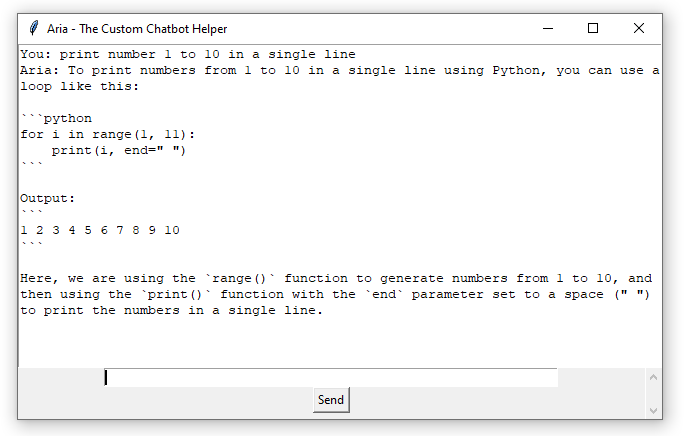 Aria - The Custom Chatbot Helper
You: print number 1 to 10 in a single line
Aria: To print numbers from 1 to 10 in a single line using Python, you can use a
loop like this:
```python
for i in range(1, 11):
    print(i, end=" ")
```
Output:
```
1 2 3 4 5 6 7 8 9 10
```
Here, we are using the `range()` function to generate numbers from 1 to 10, and
then using the `print()` function with the `end` parameter set to a space (" ")
to print the numbers in a single line.
Send